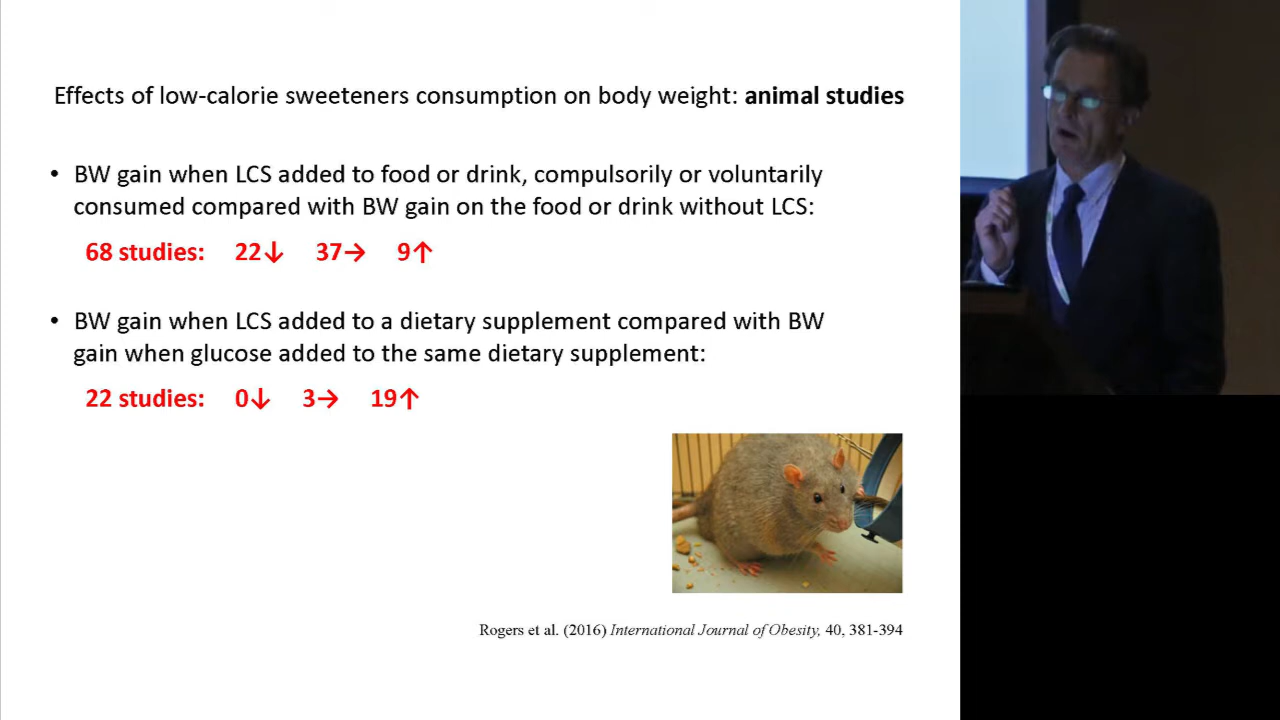 Effects of low-calorie sweeteners consumption on body weight: animal studies
• BW gain when LCS added to food or drink, compulsorily or voluntarily
consumed compared with BW gain on the food or drink without LCS:
68 studies: 22↓ 37→ 9↑
• BW gain when LCS added to a dietary supplement compared with BW
gain when glucose added to the same dietary supplement:
22 studies: 0↓ 3→ 19↑
Rogers et al. (2016) International Journal of Obesity, 40, 381-394